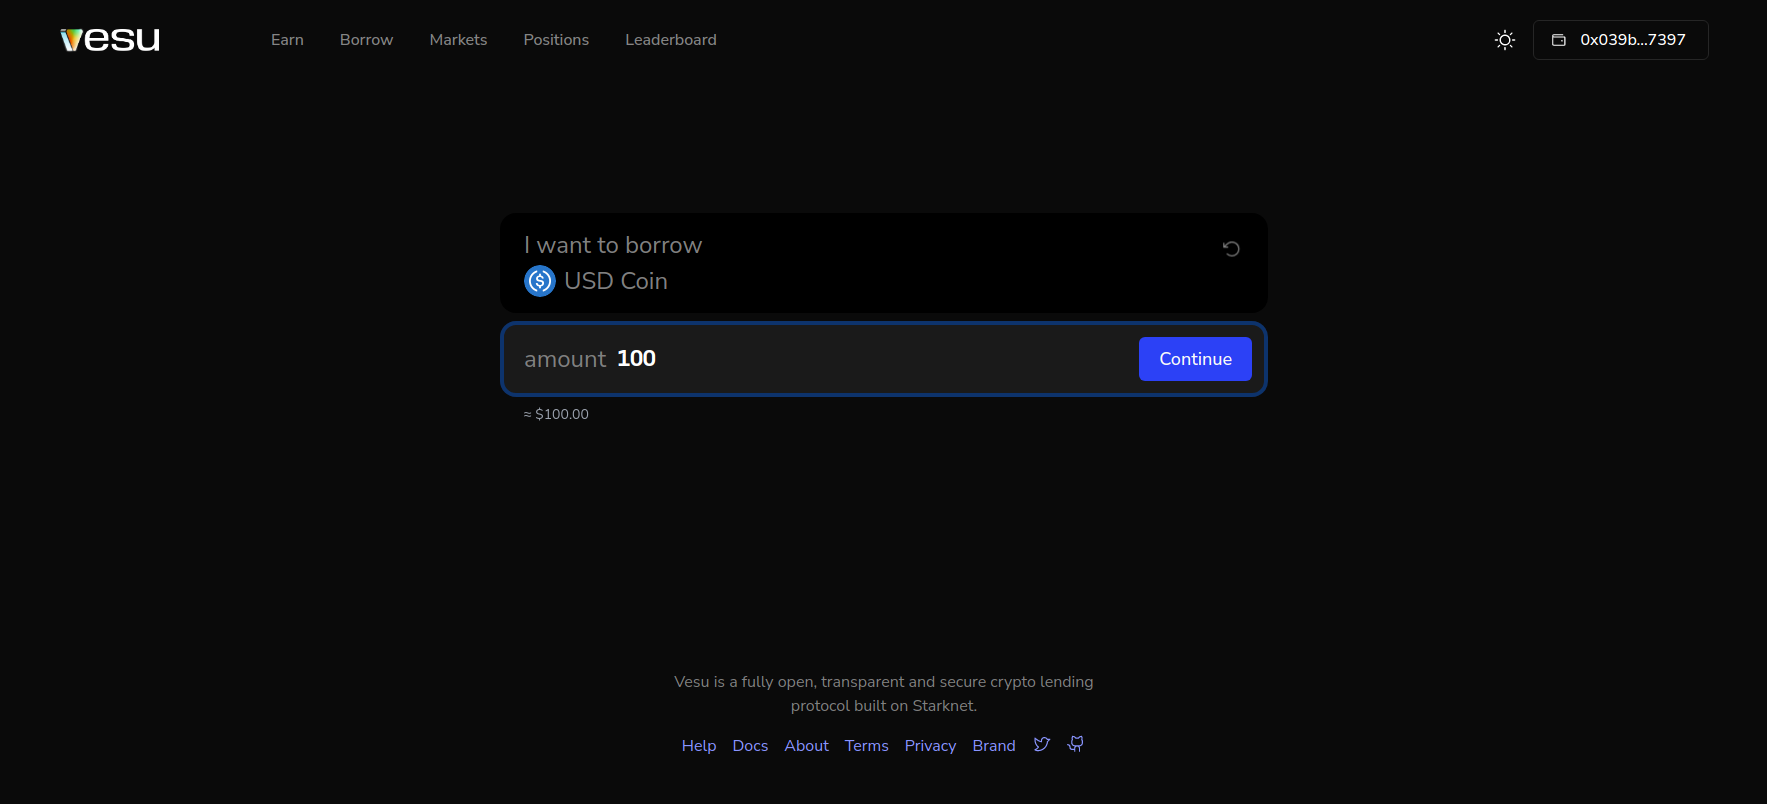 vesu
Earn Borrow Markets Positions Leaderboard
0x039b...7397
I want to borrow
USD Coin
amount 100
Continue
≈ $100.00
Vesu is a fully open, transparent and secure crypto lending
protocol built on Starknet.
Help Docs About Terms Privacy Brand